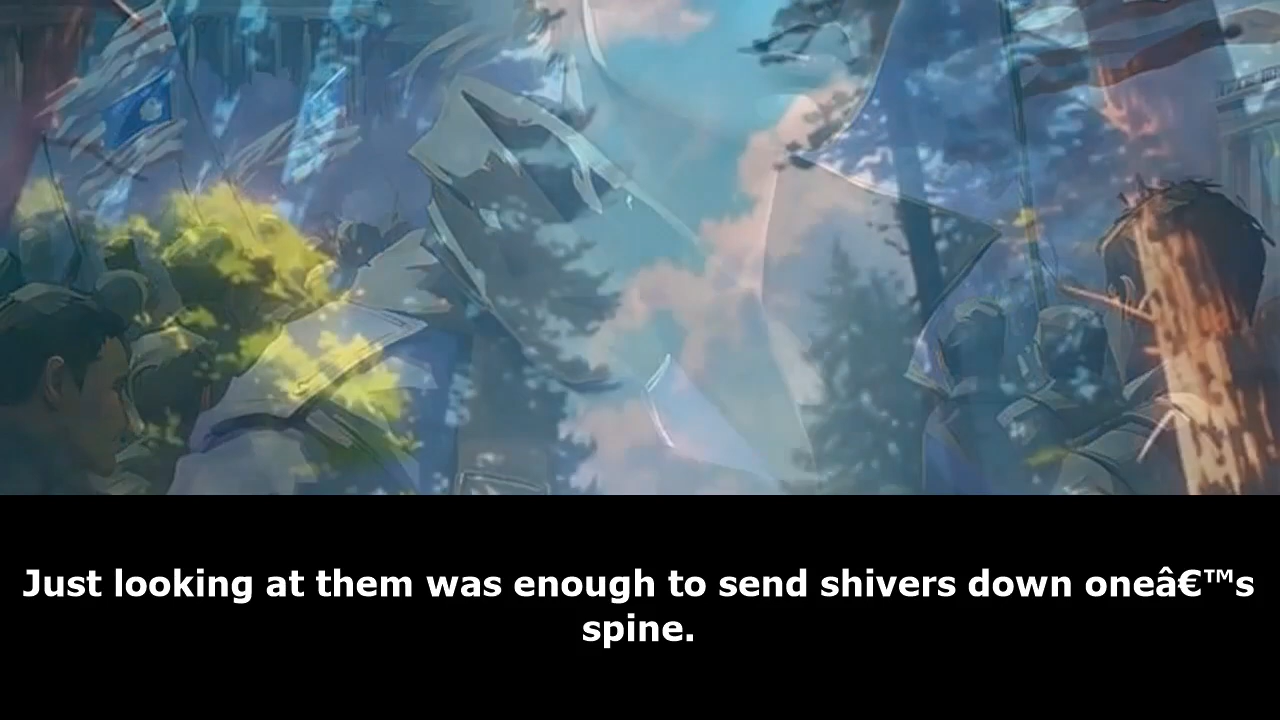 Just looking at them was enough to send shivers down oneâ€™s
spine.